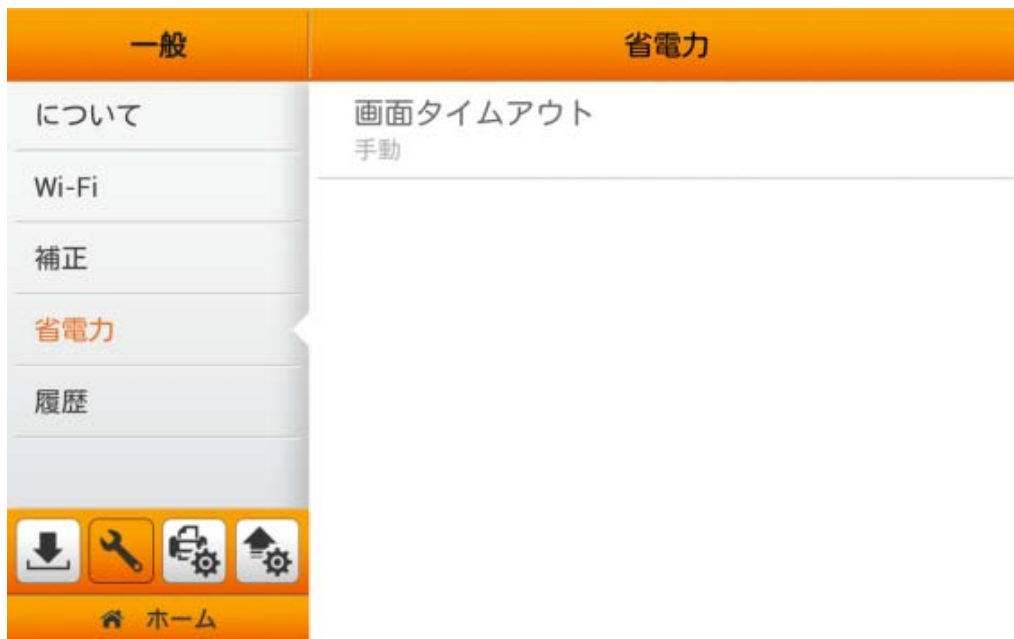 一般
省電力
について
Wi-Fi
補正
省電力
履歴
画面タイムアウト
手動
ホーム